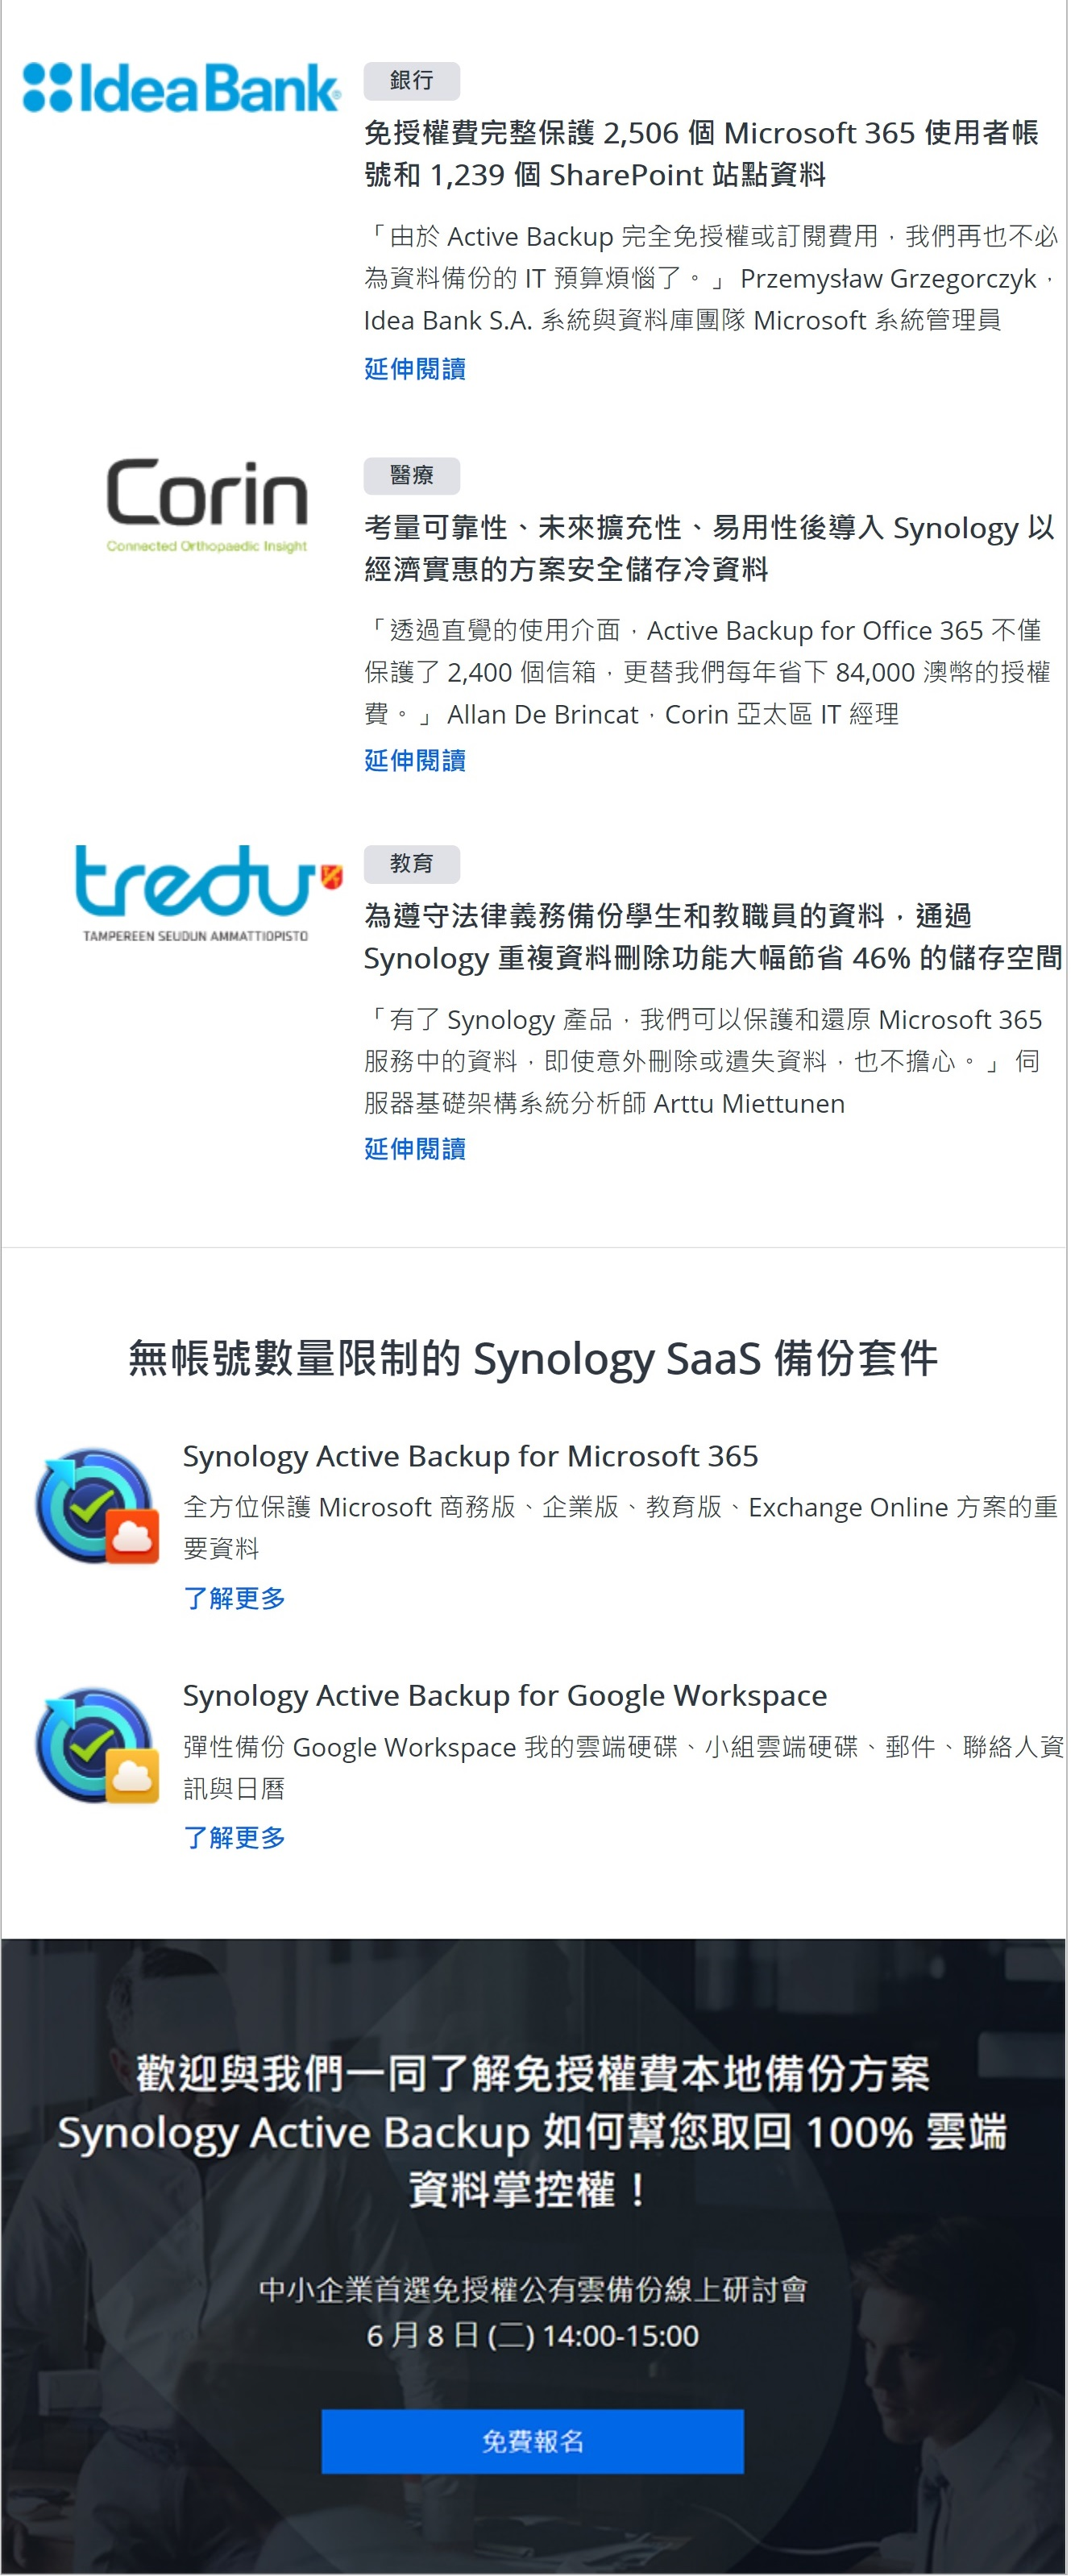 Idea Bank®
銀行
免授權費完整保護 2,506 個 Microsoft 365 使用者帳
號和 1,239 個 SharePoint 站點資料
「由於 Active Backup 完全免授權或訂閱費用，我們再也不必
為資料備份的 IT 預算煩惱了。」 Przemysław Grzegorczyk，
Idea Bank S.A. 系統與資料庫團隊 Microsoft 系統管理員
延伸閱讀
Corin
Connected Orthopaedic Insight
醫療
考量可靠性、未來擴充性、易用性後導入 Synology 以
經濟實惠的方案安全儲存冷資料
「透過直覺的使用介面，Active Backup for Office 365 不僅
保護了 2,400 個信箱，更替我們每年省下 84,000 澳幣的授權
費。」 Allan De Brincat，Corin 亞太區 IT 經理
延伸閱讀
tredu
TAMPEREEN SEUDUN AMMATTIOPISTO
教育
為遵守法律義務備份學生和教職員的資料，通過
Synology 重複資料刪除功能大幅節省 46% 的儲存空間
「有了 Synology 產品，我們可以保護和還原 Microsoft 365
服務中的資料，即使意外刪除或遺失資料，也不擔心。」 伺
服器基礎架構系統分析師 Arttu Miettunen
延伸閱讀
無帳號數量限制的 Synology SaaS 備份套件
Synology Active Backup for Microsoft 365
全方位保護 Microsoft 商務版、企業版、教育版、Exchange Online 方案的重
要資料
了解更多
Synology Active Backup for Google Workspace
彈性備份 Google Workspace 我的雲端硬碟、小組雲端硬碟、郵件、聯絡人資
訊與日曆
了解更多
歡迎與我們一同了解免授權費本地備份方案
Synology Active Backup 如何幫您取回 100% 雲端
資料掌控權！
中小企業首選免授權公有雲備份線上研討會
6 月 8 日 (二) 14:00-15:00
免費報名